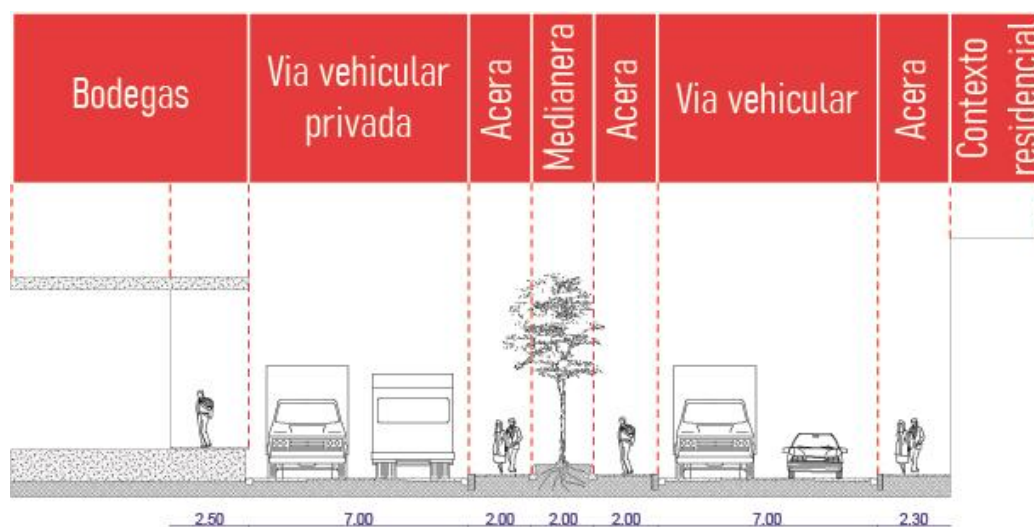 Bodegas
Via vehicular
privada
Acera
Medianera
Acera
Via vehicular
Acera
Contexto
residencial
2.50
7.00
2.00
2.00
2.00
7.00
2.30